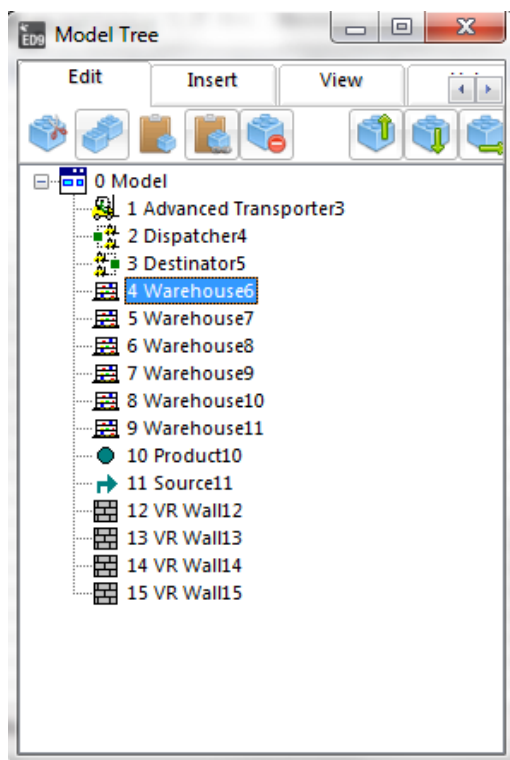 ED9 Model Tree
Edit Insert View
0 Model
1 Advanced Transporter3
2 Dispatcher4
3 Destinator5
4 Warehouse6
5 Warehouse7
6 Warehouse8
7 Warehouse9
8 Warehouse10
9 Warehouse11
10 Product10
11 Source11
12 VR Wall12
13 VR Wall13
14 VR Wall14
15 VR Wall15